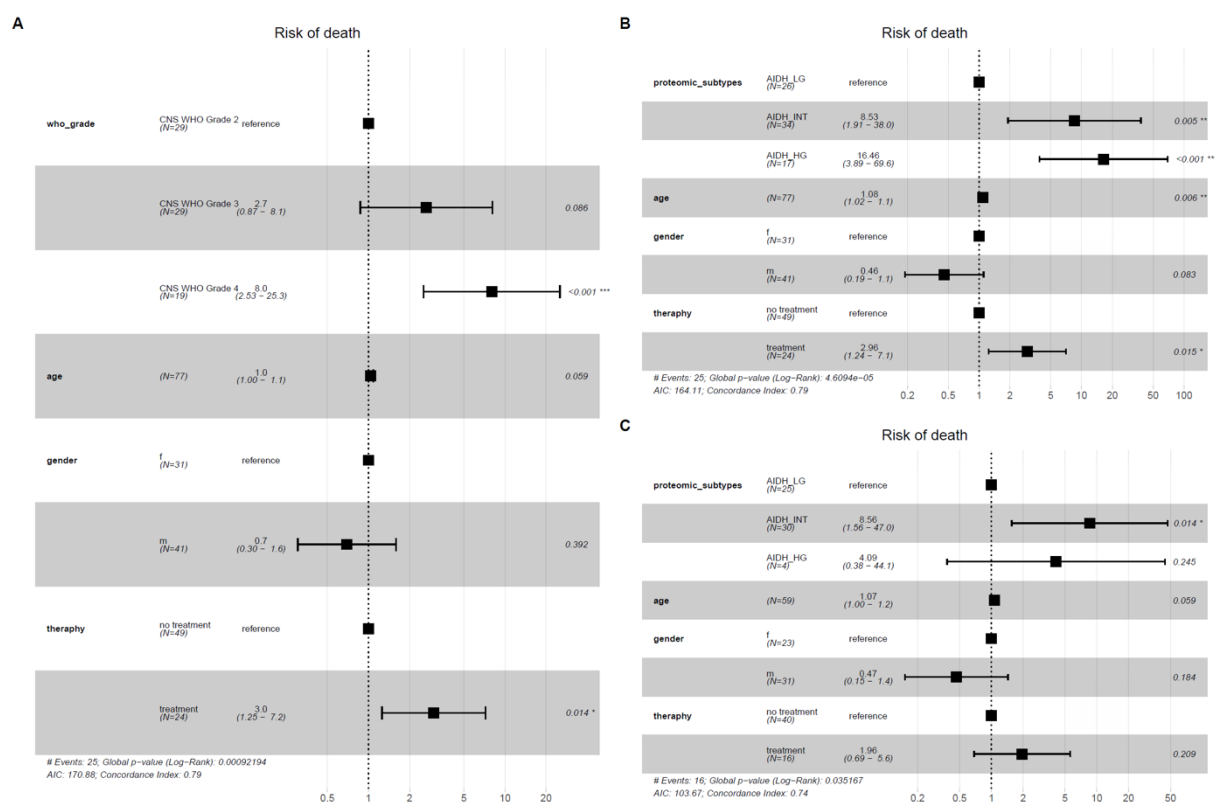 A
Risk of death
who_grade
CNS WHO Grade 2
(N=29)
reference
CNS WHO Grade 3
(N=29)
2.7
(0.87 − 8.1)
0.086
CNS WHO Grade 4
(N=19)
8.0
(2.53 − 25.3)
<0.001 ***
age
(N=77)
1.0
(1.00 − 1.1)
0.059
gender
f
(N=31)
reference
m
(N=41)
0.7
(0.30 − 1.6)
0.392
theraphy
no treatment
(N=49)
reference
treatment
(N=24)
3.0
(1.25 − 7.2)
0.014 *
# Events: 25; Global p−value (Log−Rank): 0.00092194
AIC: 170.88; Concordance Index: 0.79
0.5 1 2 5 10 20
B
Risk of death
proteomic_subtypes
AIDH_LG
(N=26)
reference
AIDH_INT
(N=34)
8.53
(1.91 − 38.0)
0.005 **
AIDH_HG
(N=17)
16.46
(3.89 − 69.6)
<0.001 **
age
(N=77)
1.08
(1.02 − 1.1)
0.006 **
gender
f
(N=31)
reference
m
(N=41)
0.46
(0.19 − 1.1)
0.083
theraphy
no treatment
(N=49)
reference
treatment
(N=24)
2.96
(1.24 − 7.1)
0.015 *
# Events: 25; Global p−value (Log−Rank): 4.6094e−05
AIC: 164.11; Concordance Index: 0.79
0.2 0.5 1 2 5 10 20 50 100
C
Risk of death
proteomic_subtypes
AIDH_LG
(N=25)
reference
AIDH_INT
(N=30)
8.56
(1.56 − 47.0)
0.014 *
AIDH_HG
(N=4)
4.09
(0.38 − 44.1)
0.245
age
(N=59)
1.07
(1.00 − 1.2)
0.059
gender
f
(N=23)
reference
m
(N=31)
0.47
(0.15 − 1.4)
0.184
theraphy
no treatment
(N=40)
reference
treatment
(N=16)
1.96
(0.69 − 5.6)
0.209
# Events: 16; Global p−value (Log−Rank): 0.035167
AIC: 103.67; Concordance Index: 0.74
0.2 0.5 1 2 5 10 20 50